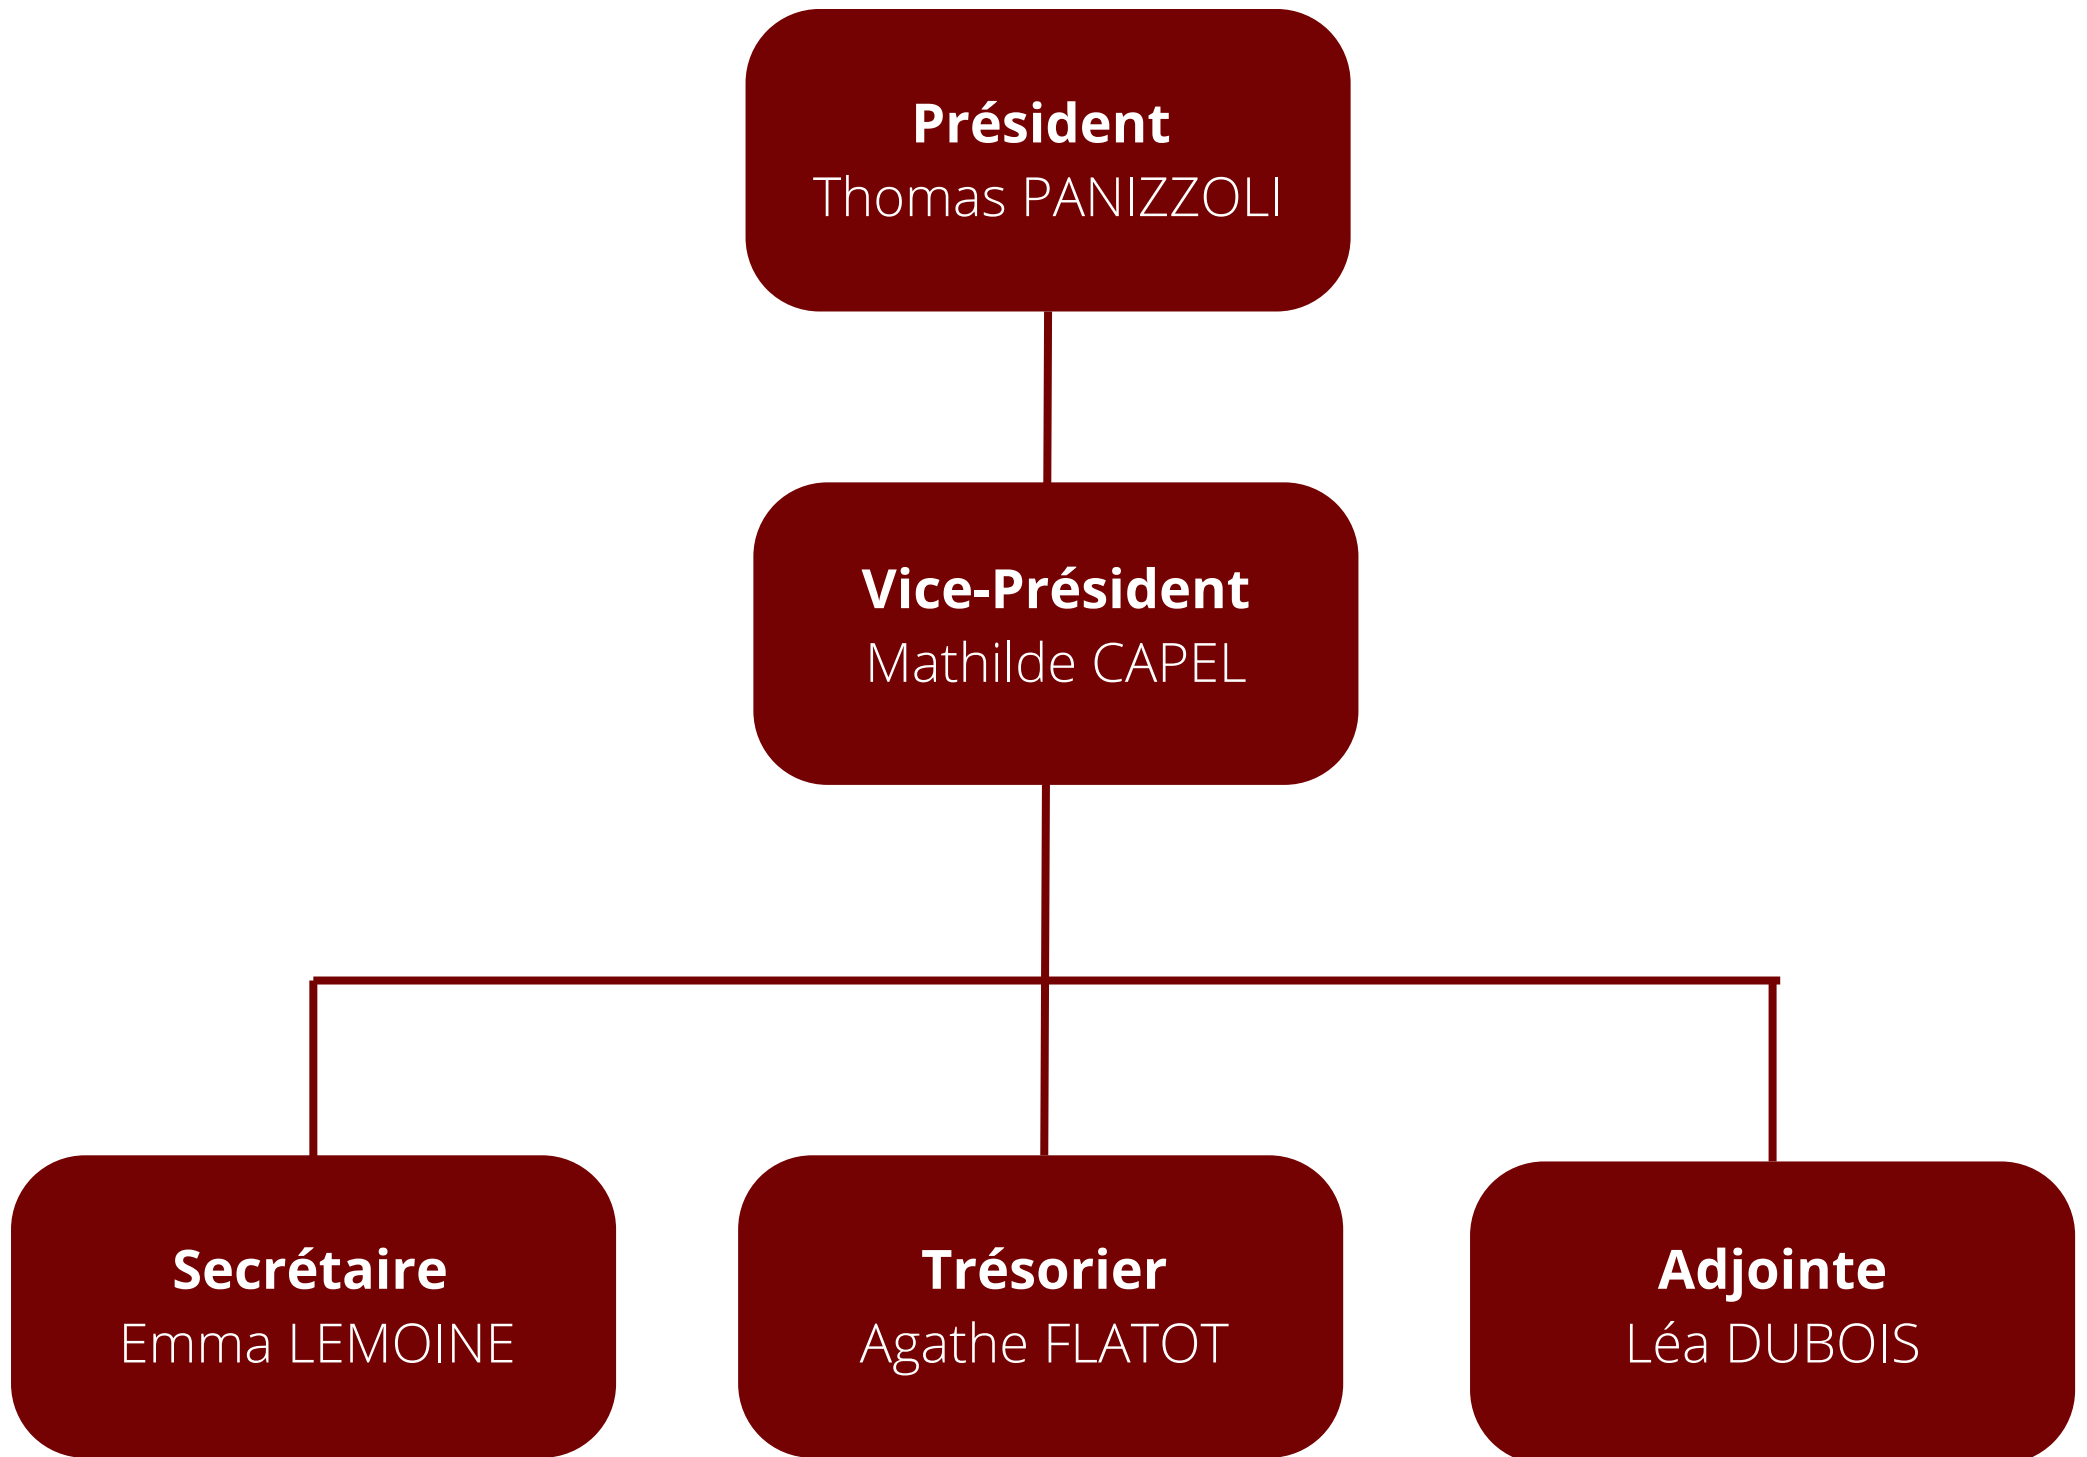 Président
Thomas PANIZZOLI
Vice-Président
Mathilde CAPEL
Secrétaire
Emma LEMOINE
Trésorier
Agathe FLATOT
Adjointe
Léa DUBOIS